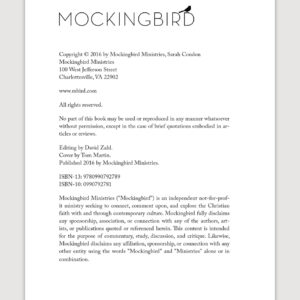 MOCKINGBIRD
Copyright © 2016 by Mockingbird Ministries, Sarah Condon
Mockingbird Ministries
100 West Jefferson Street
Charlottesville, VA 22902
www.mbird.com
All rights reserved.
No part of this book may be used or reproduced in any manner whatsoever
without permission, except in the case of brief quotations embodied in ar-
ticles or reviews.
Editing by David Zahl.
Cover by Tom Martin.
Published 2016 by Mockingbird Ministries.
ISBN-13: 9780990792789
ISBN-10: 0990792781
Mockingbird Ministries ("Mockingbird") is an independent not-for-prof-
it ministry seeking to connect, comment upon, and explore the Christian
faith with and through contemporary culture. Mockingbird fully disclaims
any sponsorship, association, or connection with any of the authors, art-
ists, or publications quoted or referenced herein. This content is intended
for the purpose of commentary, study, discussion, and critique. Likewise,
Mockingbird disclaims any affiliation, sponsorship, or connection with any
other entity using the words "Mockingbird" and "Ministries" alone or in
combination.